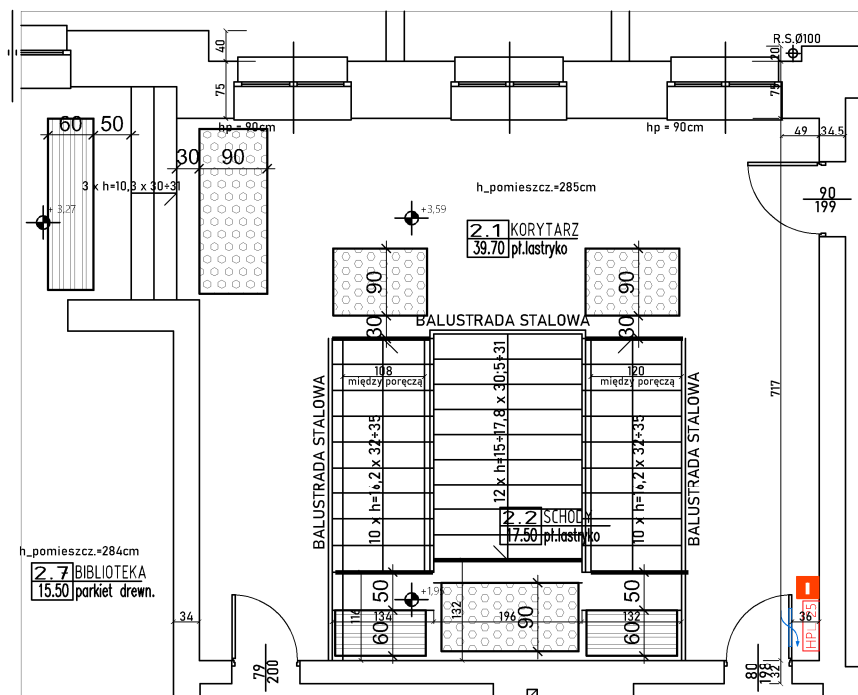 R.S.Ø100
40
20
75
75
hp = 90cm
hp = 90cm
49
34.5
60
50
30
90
3 x h=10,3 x 30÷31
+ 3,27
+3,59
h_pomieszcz.=285cm
90
199
2.1 KORYTARZ
39.70 pł.lastryko
90
90
30
30
BALUSTRADA STALOWA
108
między poręczą
120
między poręczą
BALUSTRADA STALOWA
BALUSTRADA STALOWA
10 x h=16,2 x 32÷35
12 x h=15÷17,8 x 30,5÷31
10 x h=16,2 x 32÷35
717
2.2 SCHODY
17.50 pł.lastryko
h_pomieszcz.=284cm
2.7 BIBLIOTEKA
15.50 parkiet drewn.
50
+1,95
90
50
116
134
132
196
132
60
60
34
36
HP 25
79
200
80
198
132